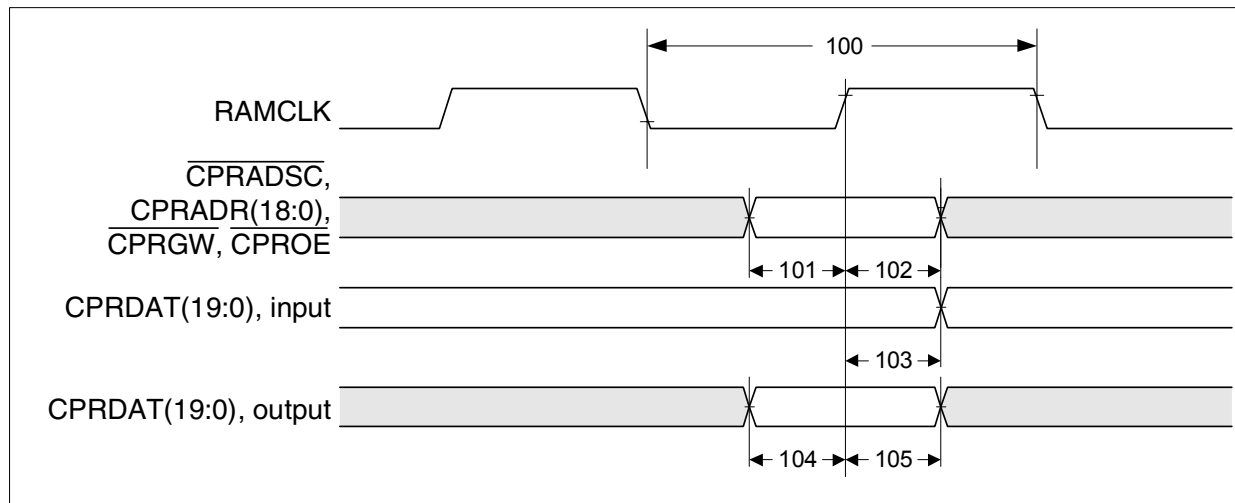 100
RAMCLK
CPRADSC,
CPRADR(18:0),
CPRGW, CPROE
101 102
CPRDAT(19:0), input
103
CPRDAT(19:0), output
104 105